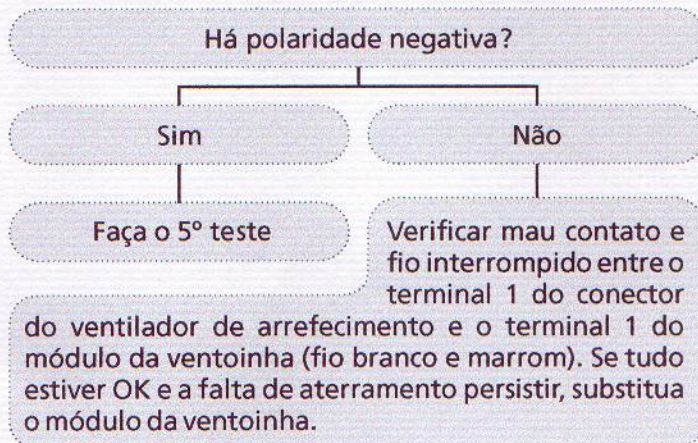 Há polaridade negativa?
Sim
Não
Faça o 5º teste
Verificar mau contato e
fio interrompido entre o
terminal 1 do conector
do ventilador de arrefecimento e o terminal 1 do
módulo da ventoinha (fio branco e marrom). Se tudo
estiver OK e a falta de aterramento persistir, substitua
o módulo da ventoinha.